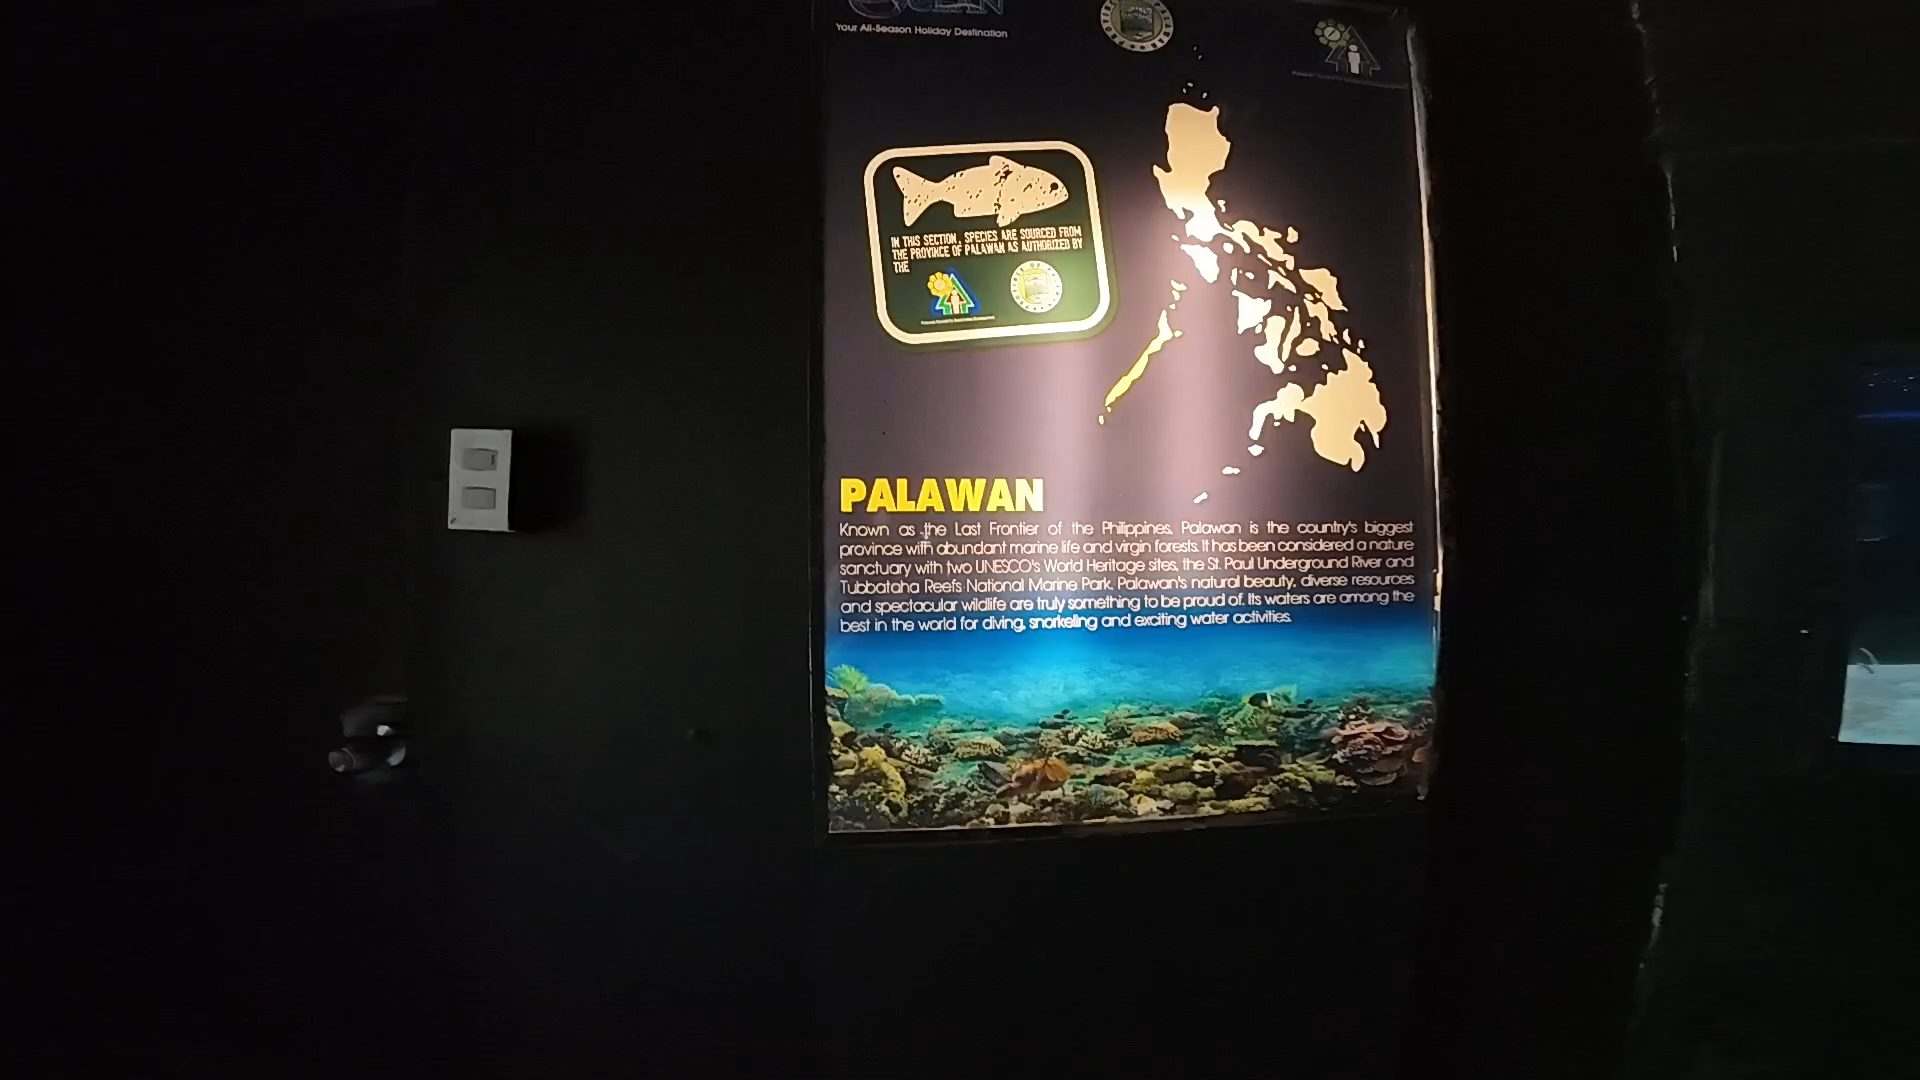 OCEAN
Your All-Season Holiday Destination
IN THIS SECTION, SPECIES ARE SOURCED FROM
THE PROVINCE OF PALAWAN AS AUTHORIZED BY
THE
PALAWAN
Known as the Last Frontier of the Philippines, Palawan is the country's biggest
province with abundant marine life and virgin forests. It has been considered a nature
sanctuary with two UNESCO's World Heritage sites, the St. Paul Underground River and
Tubbataha Reefs National Marine Park. Palawan's natural beauty, diverse resources
and spectacular wildlife are truly something to be proud of. Its waters are among the
best in the world for diving, snorkeling and exciting water activities.